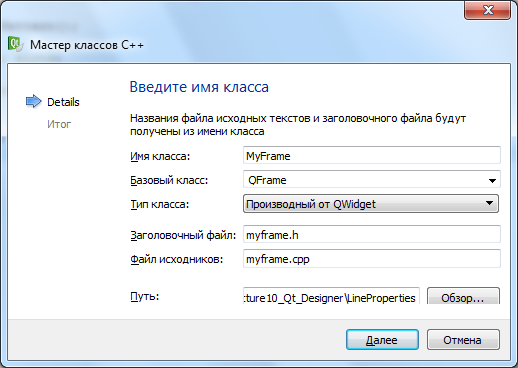 Мастер классов C++
Введите имя класса
Details
Итог
Названия файла исходных текстов и заголовочного файла будут
получены из имени класса
Имя класса: MyFrame
Базовый класс: QFrame
Тип класса: Производный от QWidget
Заголовочный файл: myframe.h
Файл исходников: myframe.cpp
Путь: cture10_Qt_Designer\LineProperties Обзор...
Далее Отмена